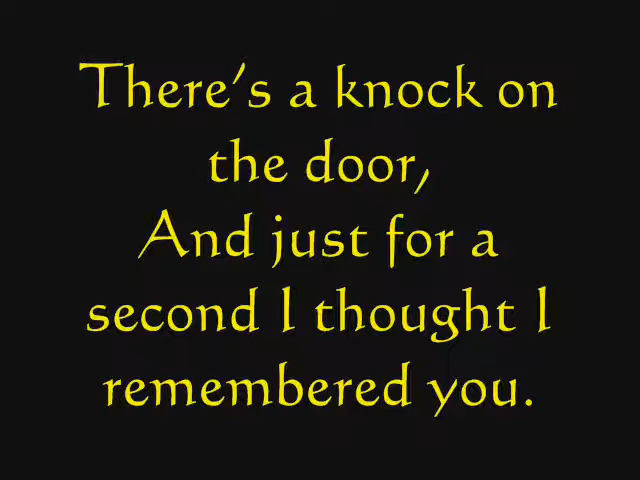 There's a knock on
the door,
And just for a
second I thought I
remembered you.